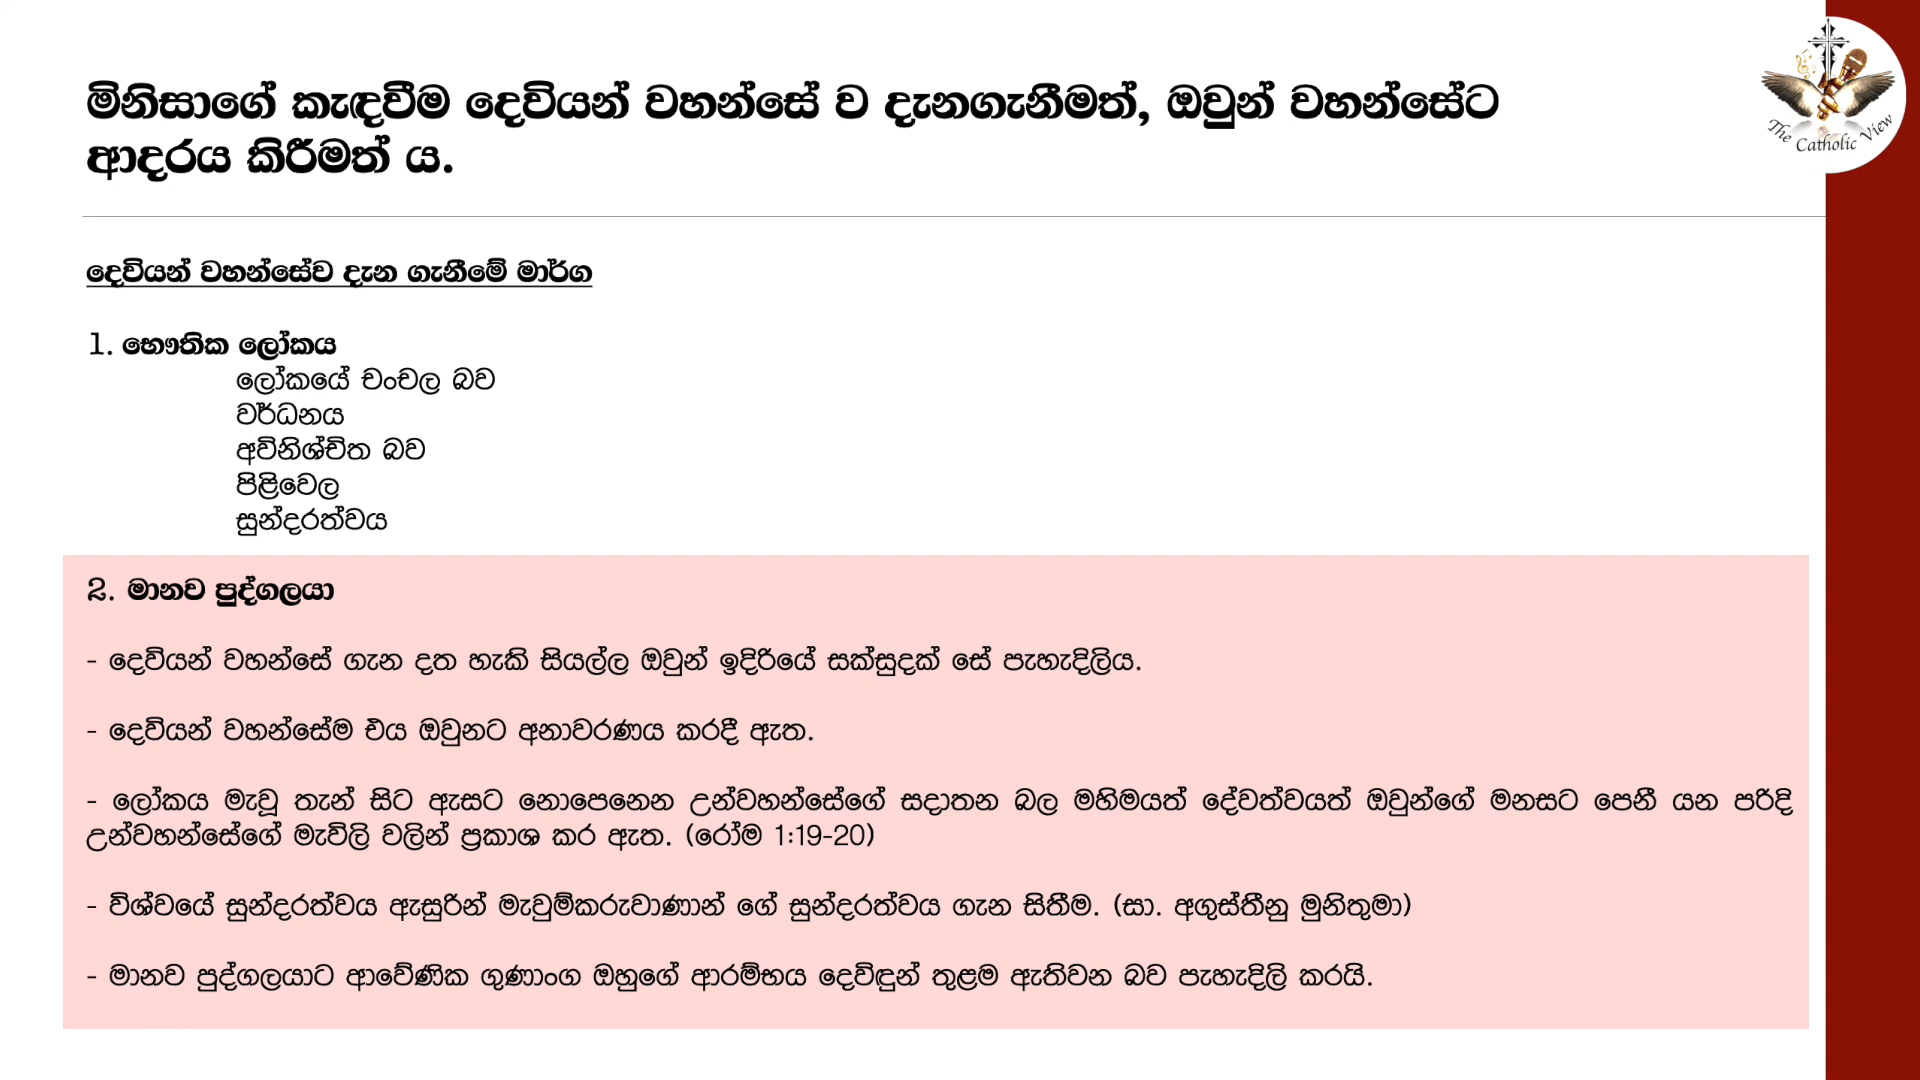 මිනිසාගේ කැඳවීම දෙවියන් වහන්සේ ව දැනගැනීමත්, ඔවුන් වහන්සේට
ආදරය කිරීමත් ය.
The Catholic View
දෙවියන් වහන්සේව දැන ගැනීමේ මාර්ග
1. භෞතික ලෝකය
ලෝකයේ චංචල බව
වර්ධනය
අවිනිශ්චිත බව
පිළිවෙල
සුන්දරත්වය
2. මානව පුද්ගලයා
- දෙවියන් වහන්සේ ගැන දත හැකි සියල්ල ඔවුන් ඉදිරියේ සක්සුදක් සේ පැහැදිලිය.
- දෙවියන් වහන්සේම එය ඔවුනට අනාවරණය කරදී ඇත.
- ලෝකය මැවූ තැන් සිට ඇසට නොපෙනෙන උන්වහන්සේගේ සදාතන බල මහිමයත් දේවත්වයත් ඔවුන්ගේ මනසට පෙනී යන පරිදි
උන්වහන්සේගේ මැවිලි වලින් ප්‍රකාශ කර ඇත. (රෝම 1:19-20)
- විශ්වයේ සුන්දරත්වය ඇසුරින් මැවුම්කරුවාණාන් ගේ සුන්දරත්වය ගැන සිතීම. (සා. අගුස්තීනු මුනිතුමා)
- මානව පුද්ගලයාට ආවේණික ගුණාංග ඔහුගේ ආරම්භය දෙවිඳුන් තුළම ඇතිවන බව පැහැදිලි කරයි.